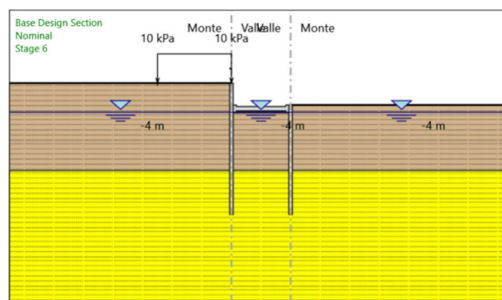 Base Design Section
Nominal
Stage 6
Monte Valle Valle Monte
10 kPa 10 kPa
-4 m -4 m -4 m